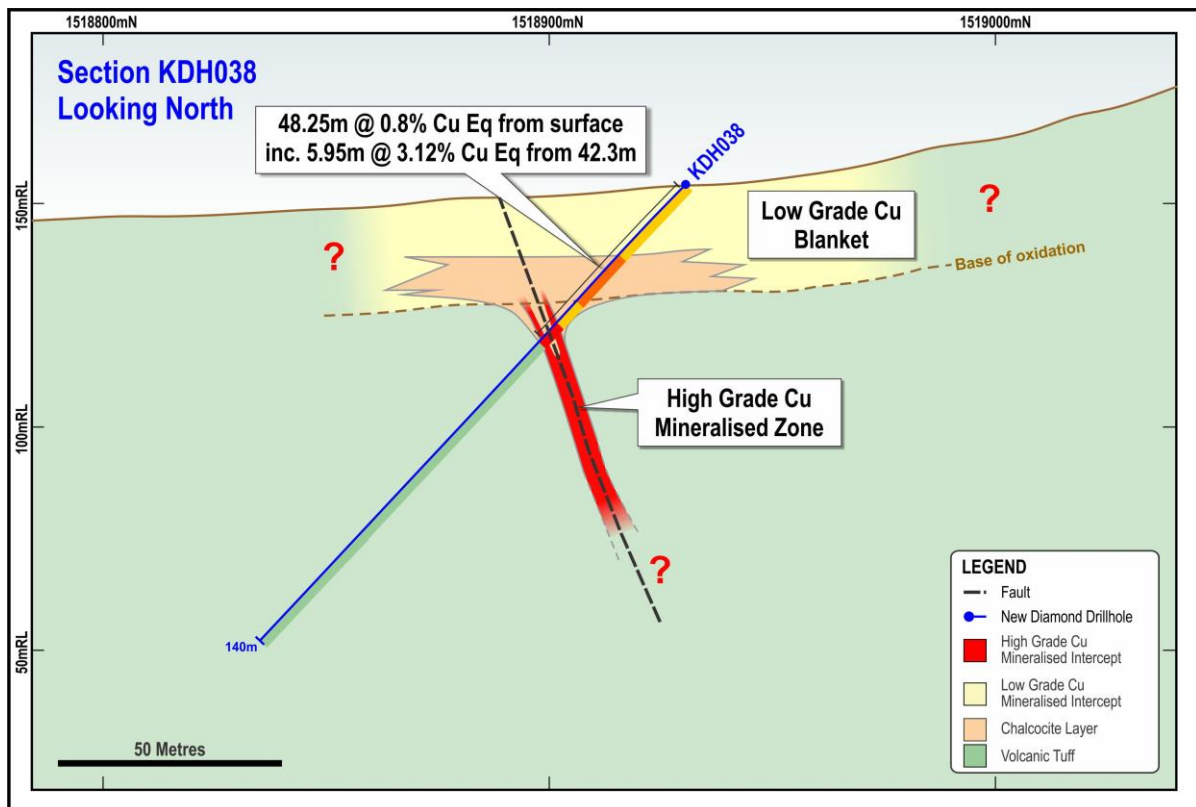 1518800mN
1518900mN
1519000mN
Section KDH038
Looking North
48.25m @ 0.8% Cu Eq from surface
inc. 5.95m @ 3.12% Cu Eq from 42.3m
KDH038
150mRL
Low Grade Cu
Blanket
?
?
Base of oxidation
High Grade Cu
Mineralised Zone
100mRL
?
50mRL
140m
50 Metres
LEGEND
Fault
New Diamond Drillhole
High Grade Cu
Mineralised Intercept
Low Grade Cu
Mineralised Intercept
Chalcocite Layer
Volcanic Tuff